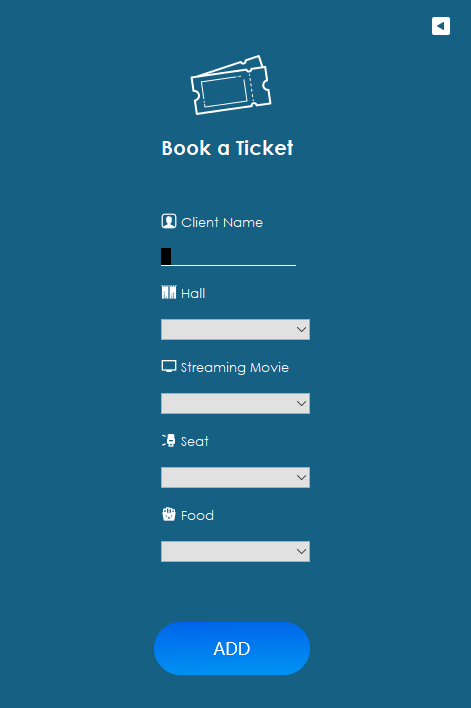 Book a Ticket
Client Name
Hall
Streaming Movie
Seat
Food
ADD